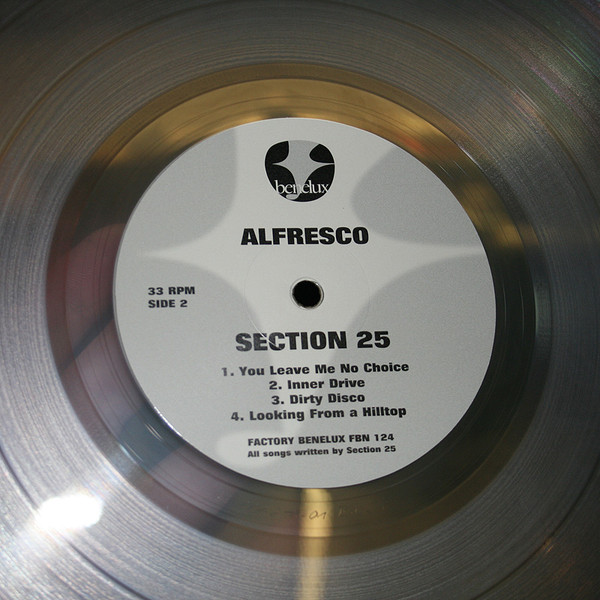 benelux
ALFRESCO
33 RPM
SIDE 2
SECTION 25
1. You Leave Me No Choice
2. Inner Drive
3. Dirty Disco
4. Looking From a Hilltop
FACTORY BENELUX FBN 124
All songs written by Section 25